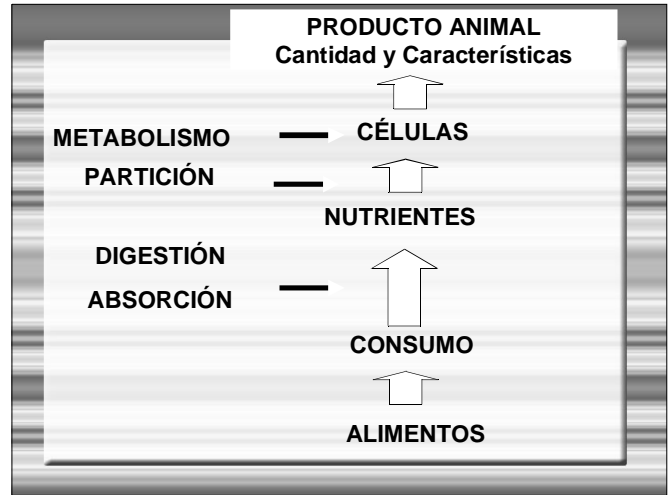 PRODUCTO ANIMAL
Cantidad y Características
METABOLISMO
CÉLULAS
PARTICIÓN
NUTRIENTES
DIGESTIÓN
ABSORCIÓN
CONSUMO
ALIMENTOS